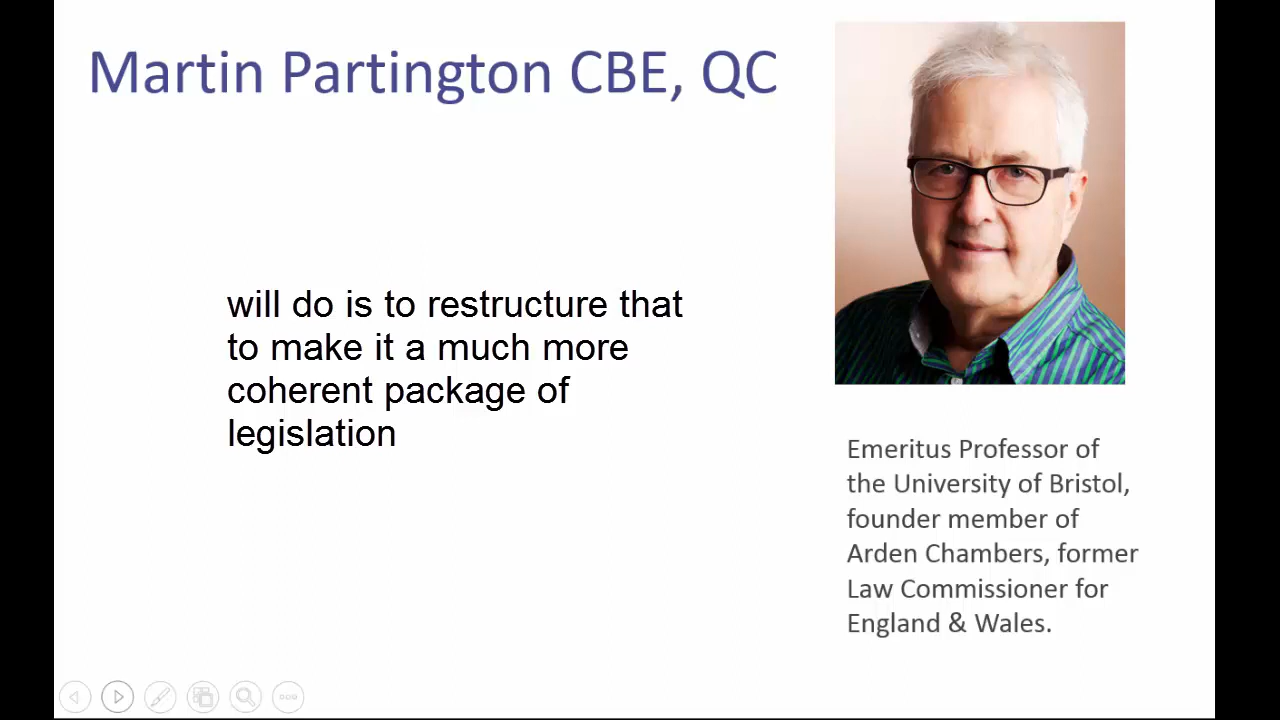 Martin Partington CBE, QC
will do is to restructure that
to make it a much more
coherent package of
legislation
Emeritus Professor of
the University of Bristol,
founder member of
Arden Chambers, former
Law Commissioner for
England & Wales.